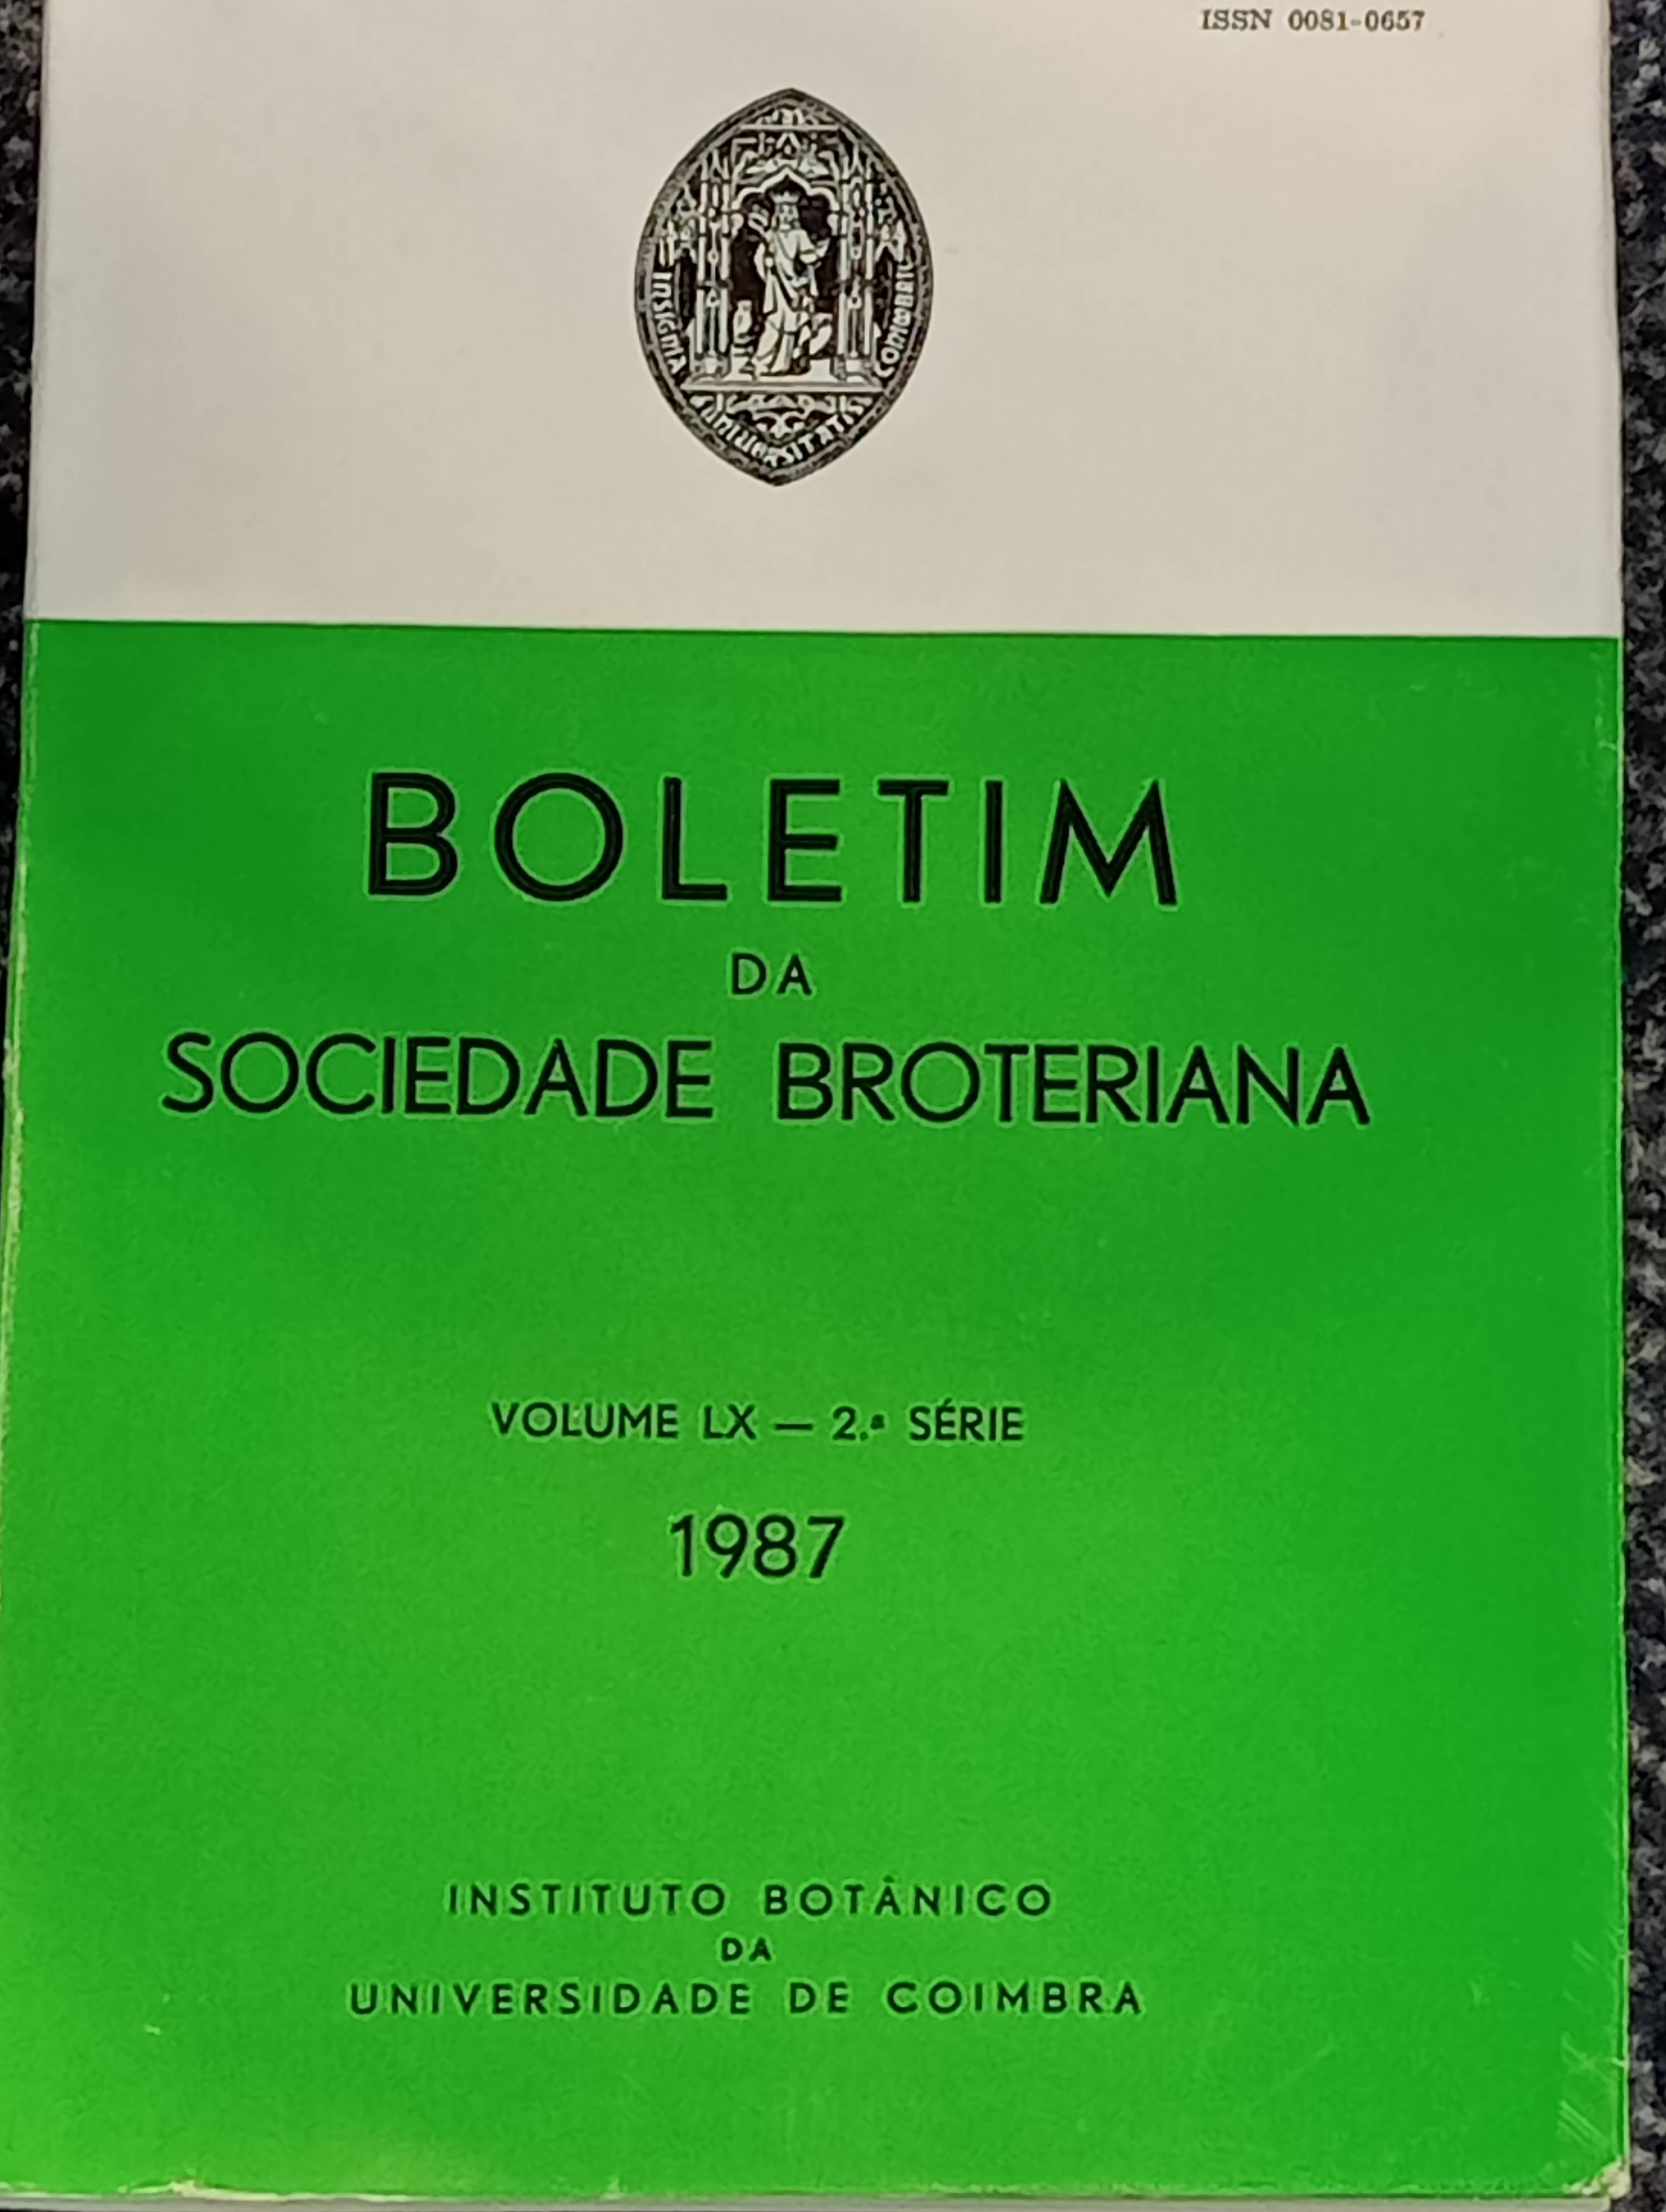 ISSN 0081-0657
INSIGNIA
UNIVERSITATIS
BOLETIM
DA
SOCIEDADE BROTERIANA
VOLUME LX — 2.ª SÉRIE
1987
INSTITUTO BOTÂNICO
DA
UNIVERSIDADE DE COIMBRA